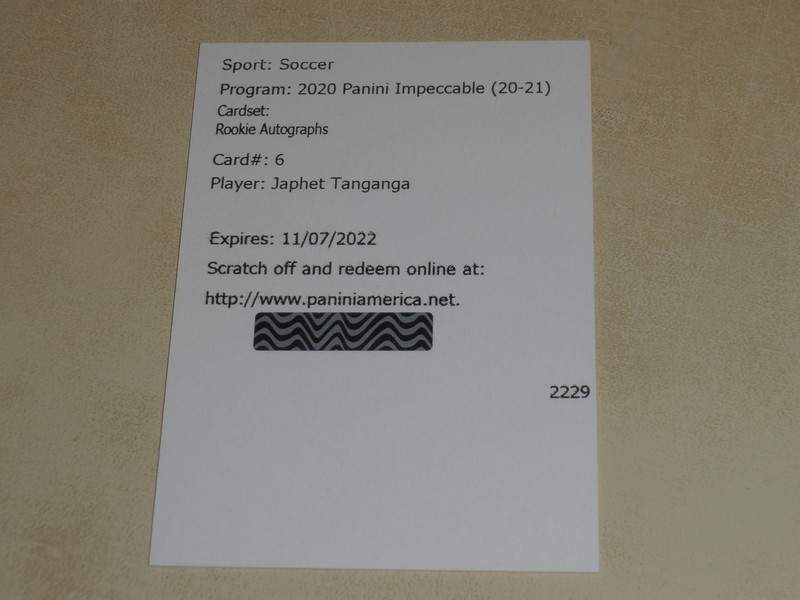 Sport: Soccer
Program: 2020 Panini Impeccable (20-21)
Cardset:
Rookie Autographs
Card#: 6
Player: Japhet Tanganga
Expires: 11/07/2022
Scratch off and redeem online at:
http://www.paniniamerica.net.
2229